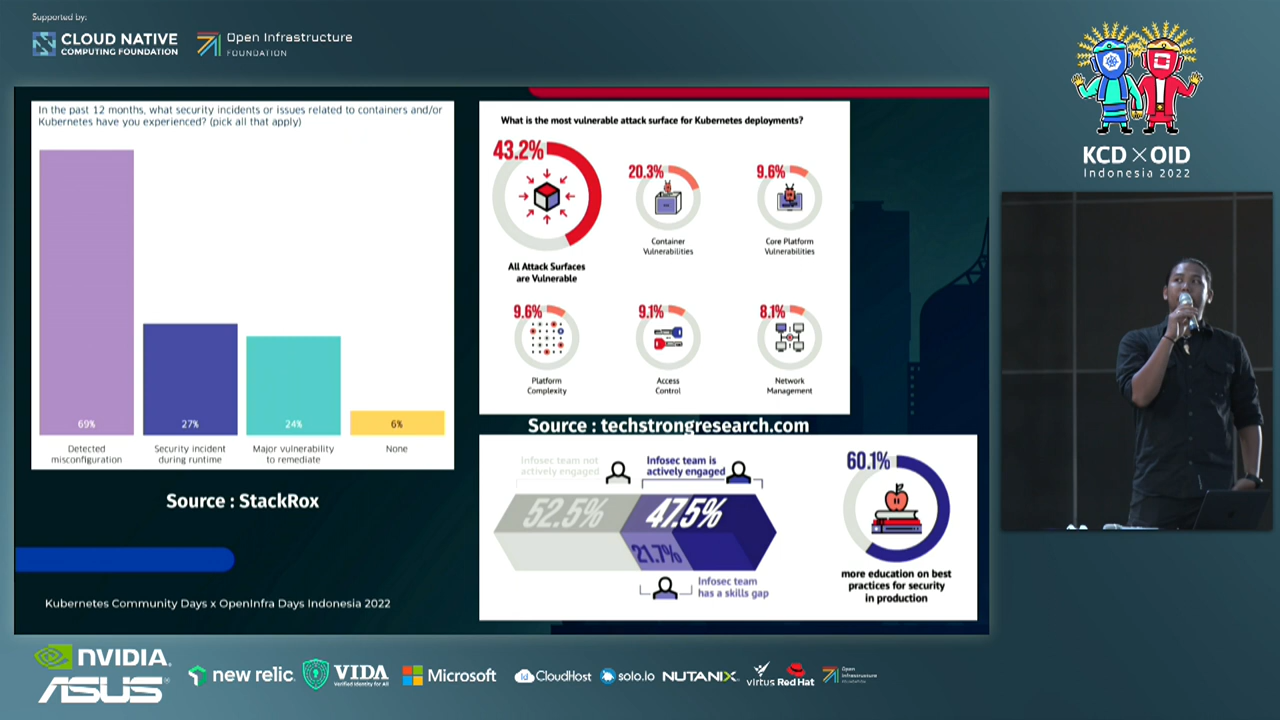 Supported by:
CLOUD NATIVE
COMPUTING FOUNDATION
Open Infrastructure
FOUNDATION
KCD X OID
Indonesia 2022
In the past 12 months, what security incidents or issues related to containers and/or
Kubernetes have you experienced? (pick all that apply)
69%
27%
24%
6%
Detected
misconfiguration
Security incident
during runtime
Major vulnerability
to remediate
None
Source : StackRox
Kubernetes Community Days x OpenInfra Days Indonesia 2022
What is the most vulnerable attack surface for Kubernetes deployments?
43.2%
All Attack Surfaces
are Vulnerable
20.3%
Container
Vulnerabilities
9.6%
Core Platform
Vulnerabilities
9.6%
Platform
Complexity
9.1%
Access
Control
8.1%
Network
Management
Source : techstrongresearch.com
Infosec team not
actively engaged
52.5%
Infosec team is
actively engaged
47.5%
21.7%
Infosec team
has a skills gap
60.1%
more education on best
practices for security
in production
NVIDIA.
ASUS
new relic.
VIDA
Verified Identity for All
Microsoft
CloudHost
solo.io
NUTANIX
virtus
Red Hat
Open
Infrastructure